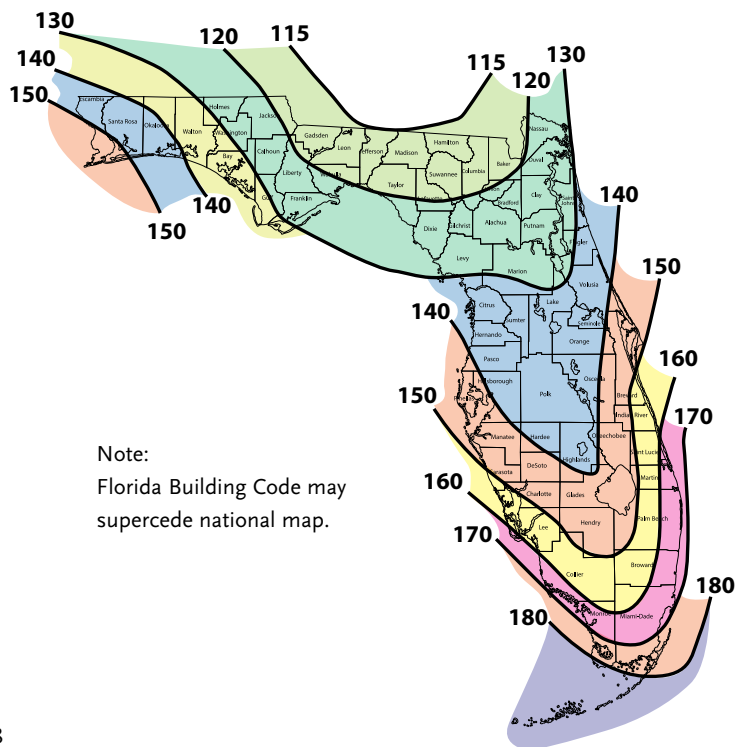 130
120
115
140
150
115
120
130
Escambia
Santa Rosa
Okaloosa
Walton
Holmes
Washington
Jackson
Bay
Calhoun
Gulf
Liberty
Franklin
Gadsden
Leon
Jefferson
Madison
Hamilton
Taylor
Suwannee
Columbia
Baker
Nassau
Duval
Clay
Bradford
Dixie
Gilchrist
Alachua
Putnam
Levy
Marion
Flagler
140
150
140
150
Volusia
Lake
Citrus
Sumter
Seminole
Hernando
Orange
140
Pasco
Osceola
Hillsborough
Polk
Pinellas
Brevard
Indian River
160
170
150
Manatee
Hardee
Okeechobee
Highlands
Saint Lucie
Sarasota
DeSoto
Martin
Charlotte
Glades
Palm Beach
Hendry
Lee
160
170
Collier
Broward
Monroe
Miami-Dade
180
180
Note:
Florida Building Code may
supercede national map.